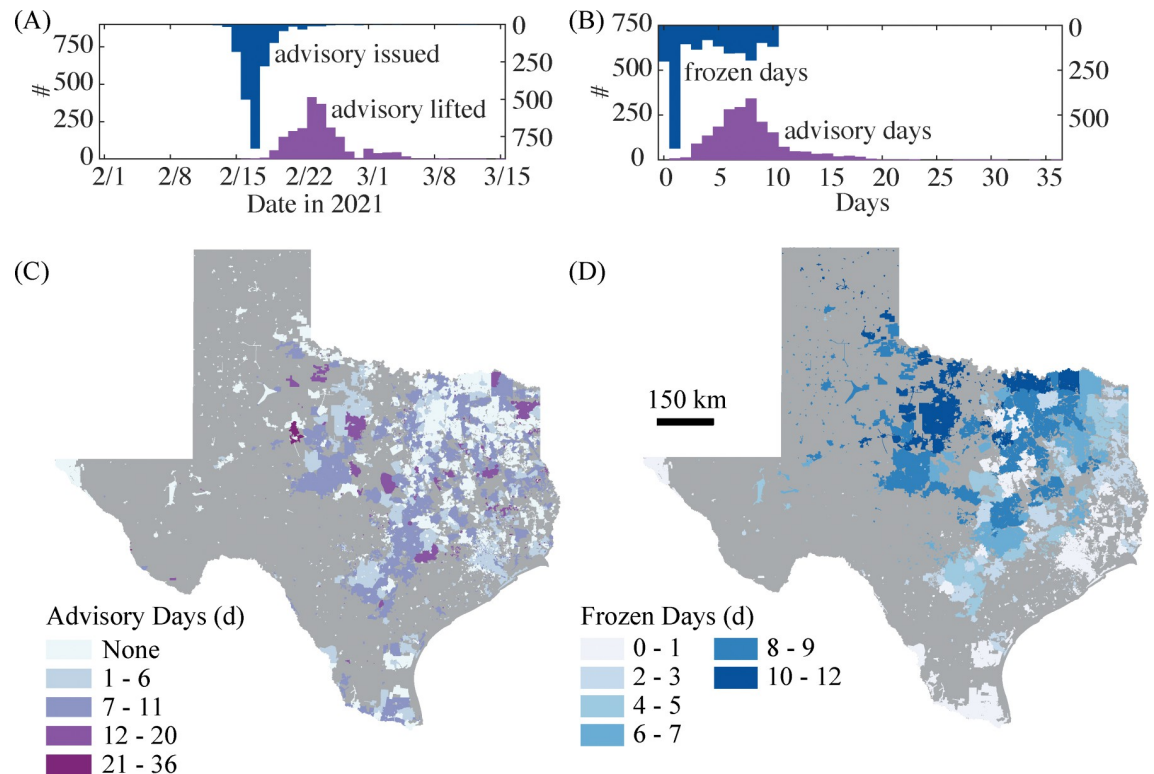 (A)
750
500
250
0
#
advisory issued
advisory lifted
0
250
500
750
2/1 2/8 2/15 2/22 3/1 3/8 3/15
Date in 2021
(B)
750
500
250
0
#
frozen days
advisory days
0
250
500
0 5 10 15 20 25 30 35
Days
(C)
Advisory Days (d)
None
1 - 6
7 - 11
12 - 20
21 - 36
(D)
150 km
Frozen Days (d)
0 - 1
2 - 3
4 - 5
6 - 7
8 - 9
10 - 12